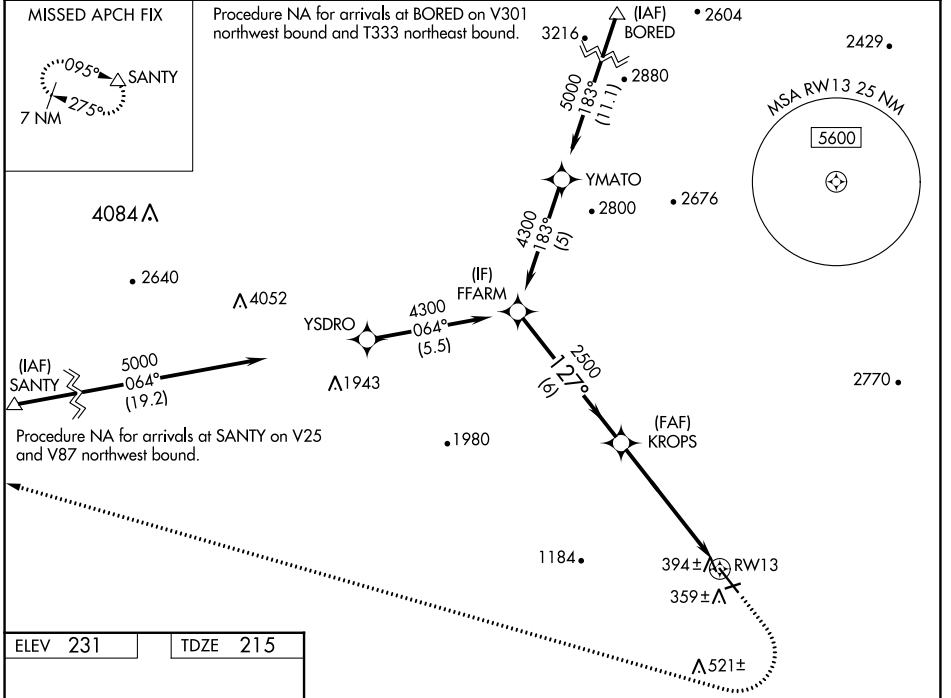 MISSED APCH FIX
095°
SANTY
275°
7 NM
Procedure NA for arrivals at BORED on V301
northwest bound and T333 northeast bound.
(IAF)
BORED
2604
3216
2880
2429
5000
183°
(11.1)
MSA RW13 25 NM
5600
YMATO
2800
2676
4084
4300
183°
(5)
2640
4052
(IF)
FFARM
YSDRO
4300
064°
(5.5)
(IAF)
SANTY
5000
064°
(19.2)
1943
2500
127°
(6)
2770
Procedure NA for arrivals at SANTY on V25
and V87 northwest bound.
1980
(FAF)
KROPS
1184
394±
RW13
359±
521±
ELEV 231
TDZE 215